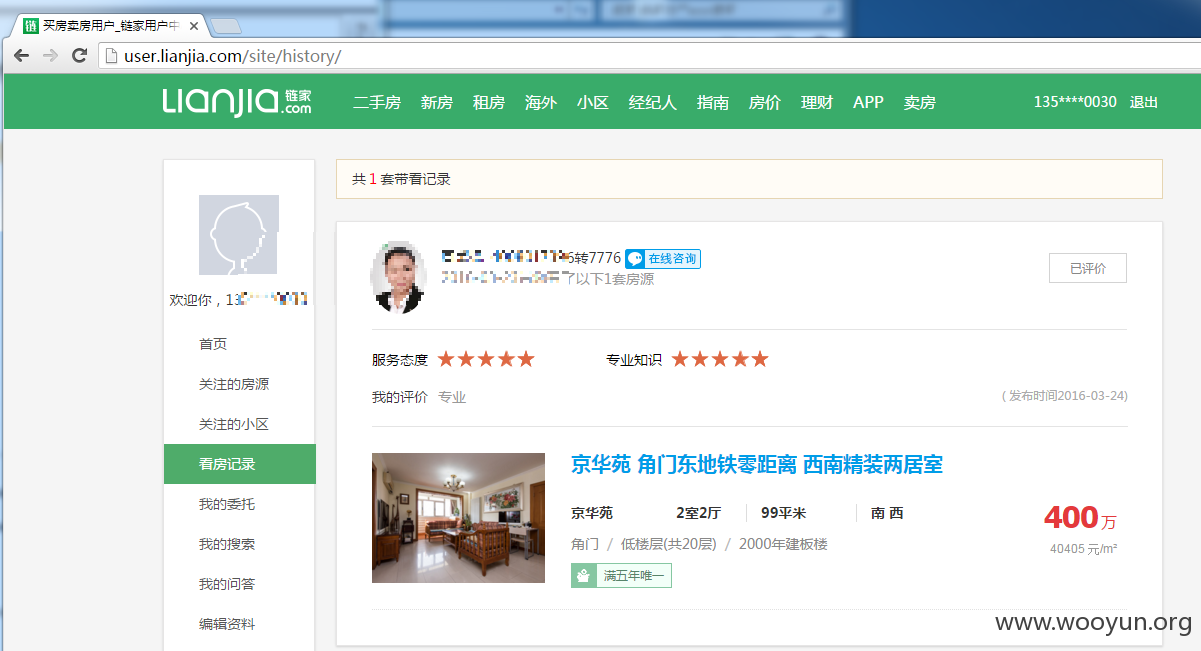 买房卖房用户_链家用户中
user.lianjia.com/site/history/
LIANJIA 链家 .com 二手房 新房 租房 海外 小区 经纪人 指南 房价 理财 APP 卖房 135****0030 退出
共 1 套带看记录
转7776 在线咨询
了以下1套房源
已评价
欢迎你，13
首页
关注的房源
关注的小区
看房记录
我的委托
我的搜索
我的问答
编辑资料
服务态度 ★★★★★ 专业知识 ★★★★★
我的评价 专业 ( 发布时间2016-03-24)
京华苑 角门东地铁零距离 西南精装两居室
京华苑 2室2厅 99平米 南 西
400万
角门 / 低楼层(共20层) / 2000年建板楼
40405 元/m²
满五年唯一
www.wooyun.org